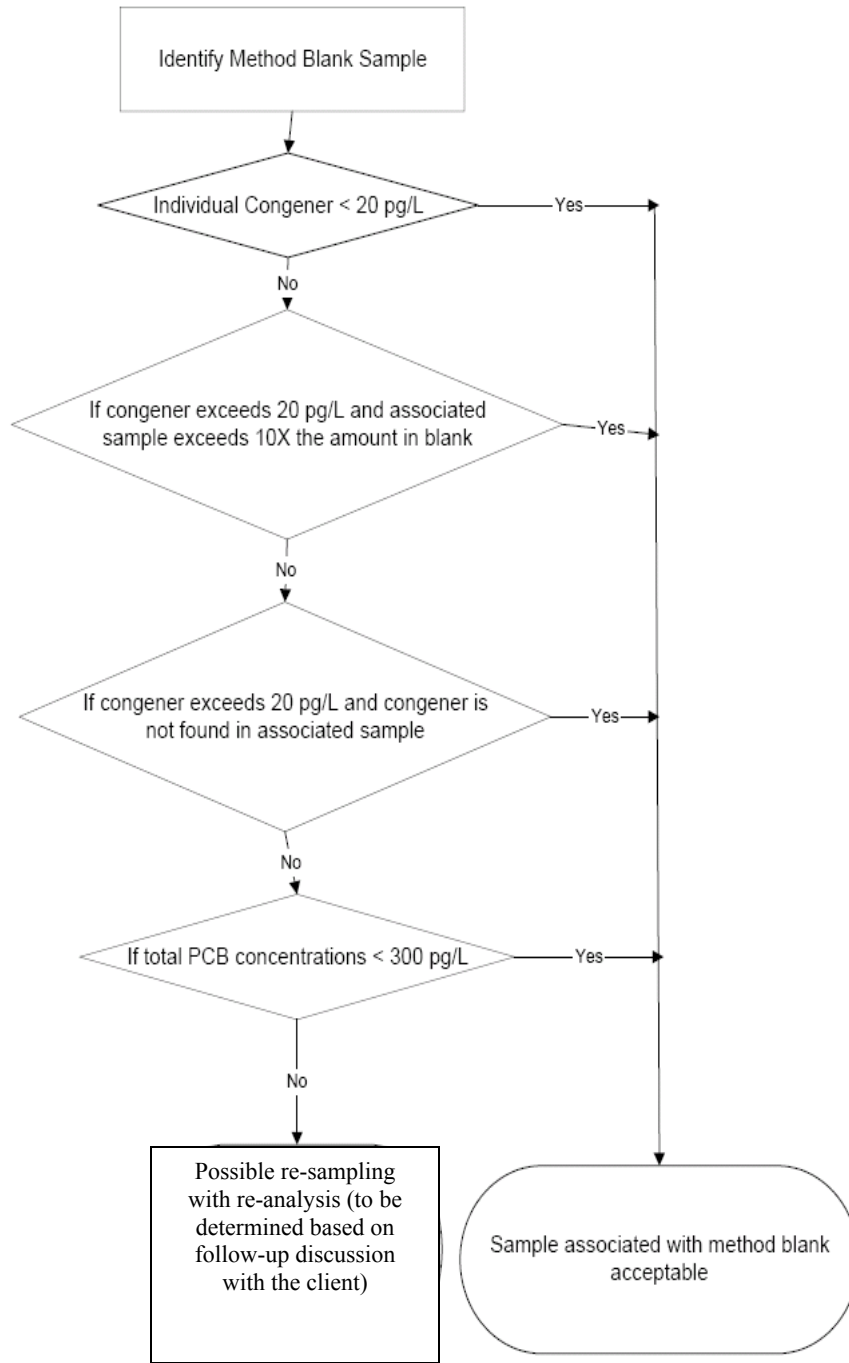 Identify Method Blank Sample
Individual Congener < 20 pg/L
Yes
No
If congener exceeds 20 pg/L and associated
sample exceeds 10X the amount in blank
Yes
No
If congener exceeds 20 pg/L and congener is
not found in associated sample
Yes
No
If total PCB concentrations < 300 pg/L
Yes
No
Possible re-sampling
with re-analysis (to be
determined based on
follow-up discussion
with the client)
Sample associated with method blank
acceptable